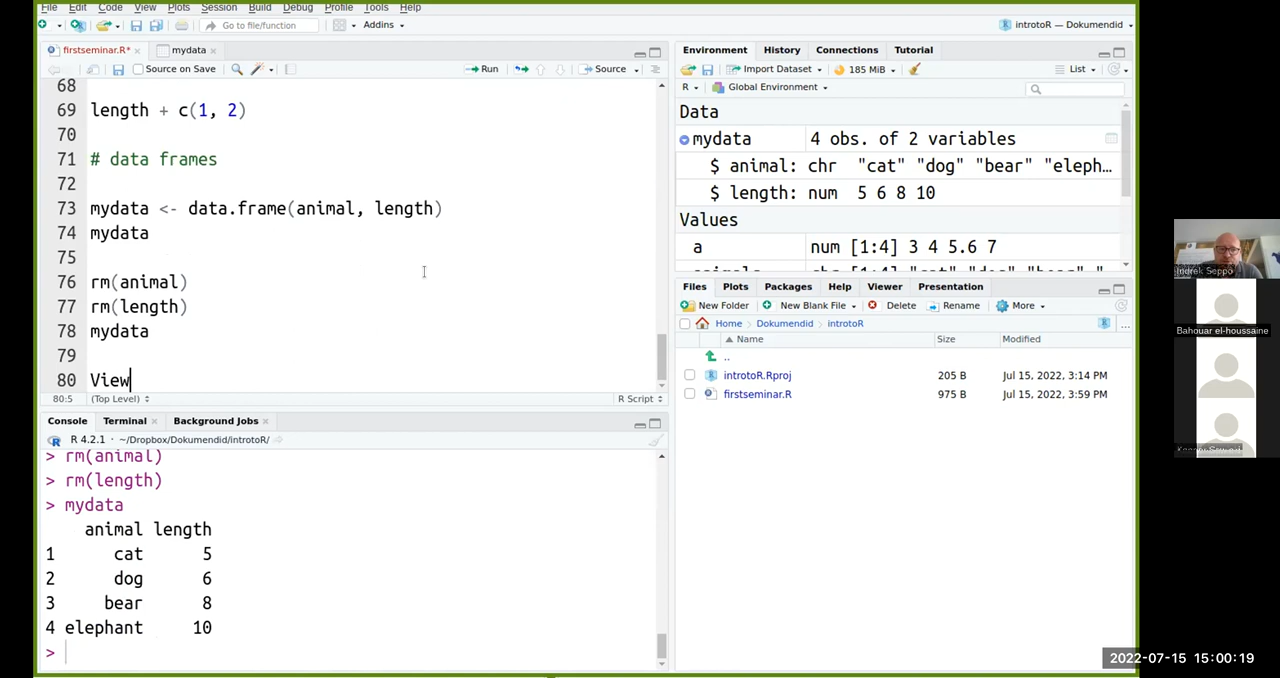 File Edit Code View Plots Session Build Debug Profile Tools Help
Go to file/function
Addins
introtoR — Dokumendid
firstseminar.R*
mydata
Source on Save
Run
Source
68
69 length + c(1, 2)
70
71 # data frames
72
73 mydata <- data.frame(animal, length)
74 mydata
75
76 rm(animal)
77 rm(length)
78 mydata
79
80 View
80:5 (Top Level) R Script
Console Terminal Background Jobs
R 4.2.1 · ~/Dropbox/Dokumendid/introtoR/
> rm(animal)
> rm(length)
> mydata
animal length
1 cat 5
2 dog 6
3 bear 8
4 elephant 10
>
Environment History Connections Tutorial
Import Dataset 185 MiB List
R Global Environment
Data
mydata 4 obs. of 2 variables
$ animal: chr "cat" "dog" "bear" "eleph…
$ length: num 5 6 8 10
Values
a num [1:4] 3 4 5.6 7
Files Plots Packages Help Viewer Presentation
New Folder New Blank File Delete Rename More
Home Dokumendid introtoR
Name Size Modified
..
introtoR.Rproj 205 B Jul 15, 2022, 3:14 PM
firstseminar.R 975 B Jul 15, 2022, 3:59 PM
Indrek Seppo
Bahouar el-houssaine
2022-07-15 15:00:19